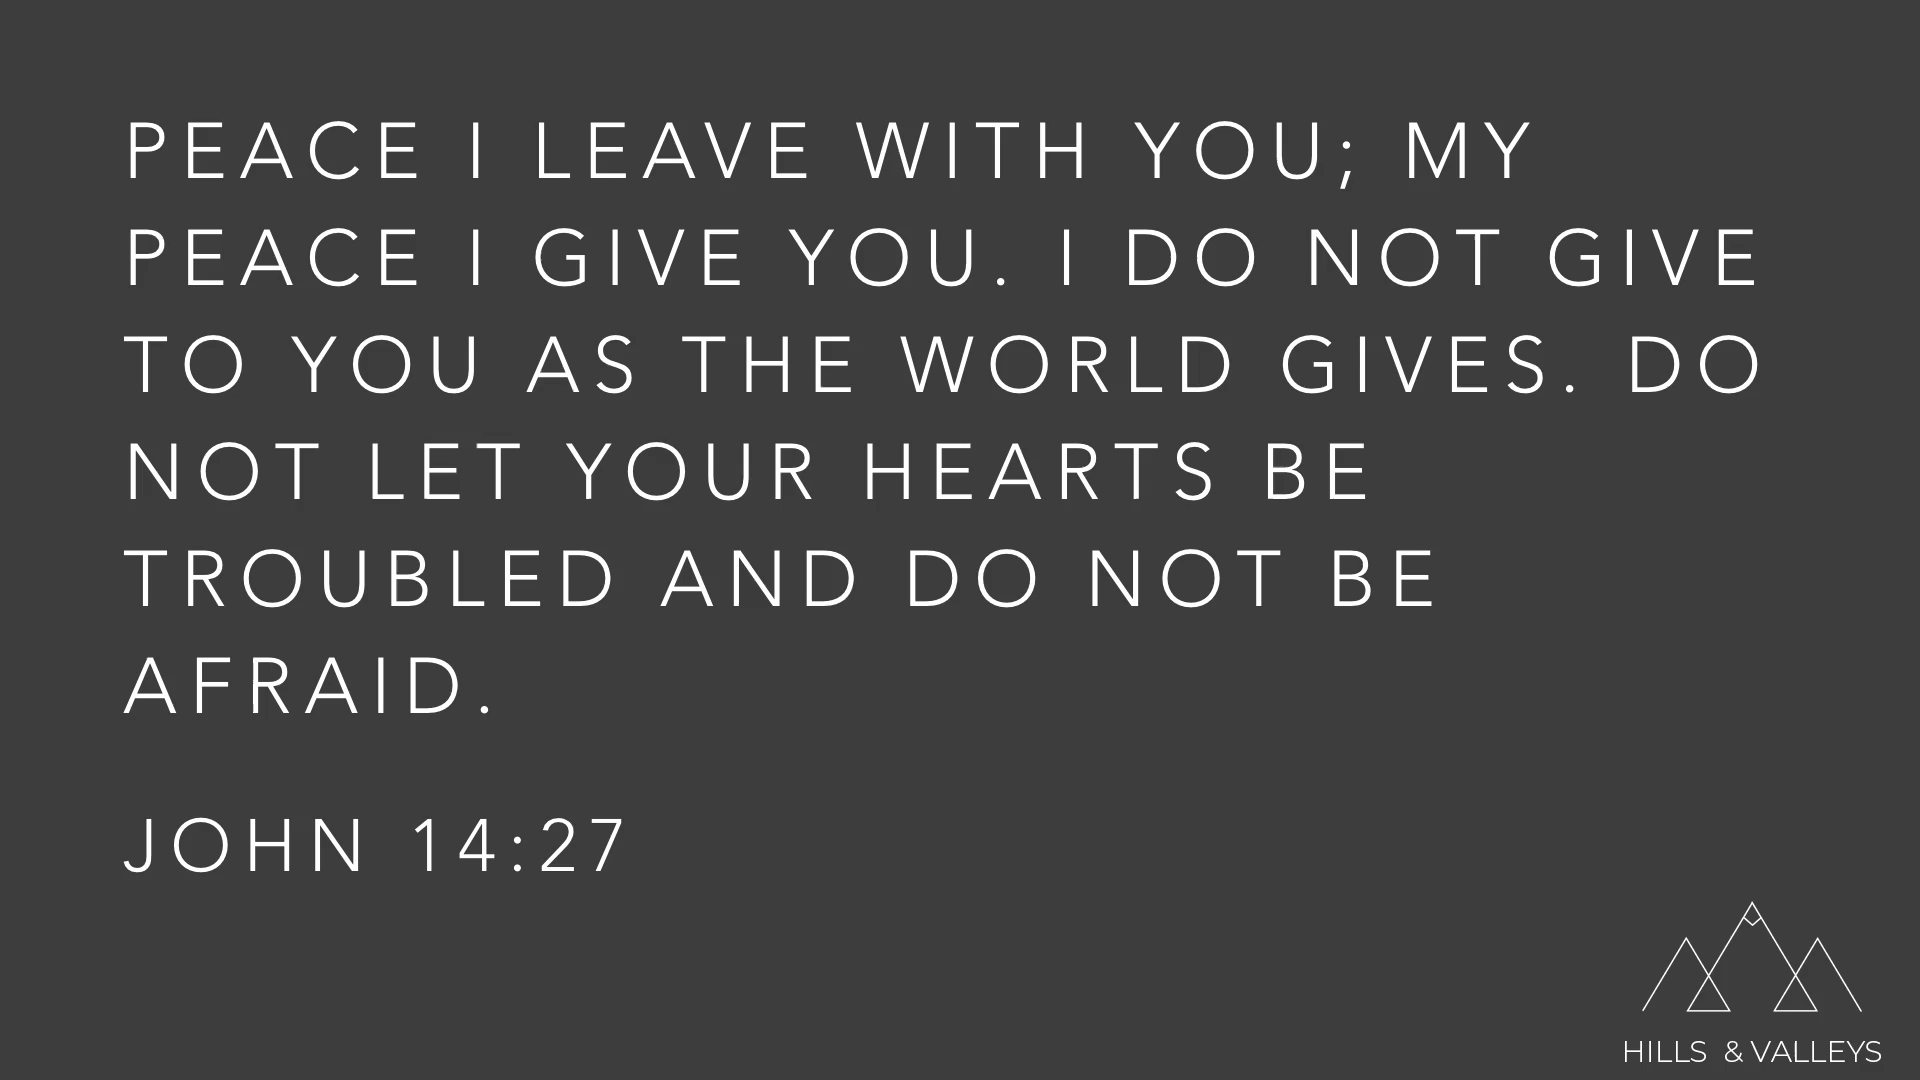 PEACE I LEAVE WITH YOU; MY
PEACE I GIVE YOU. I DO NOT GIVE
TO YOU AS THE WORLD GIVES. DO
NOT LET YOUR HEARTS BE
TROUBLED AND DO NOT BE
AFRAID.
JOHN 14:27
HILLS & VALLEYS